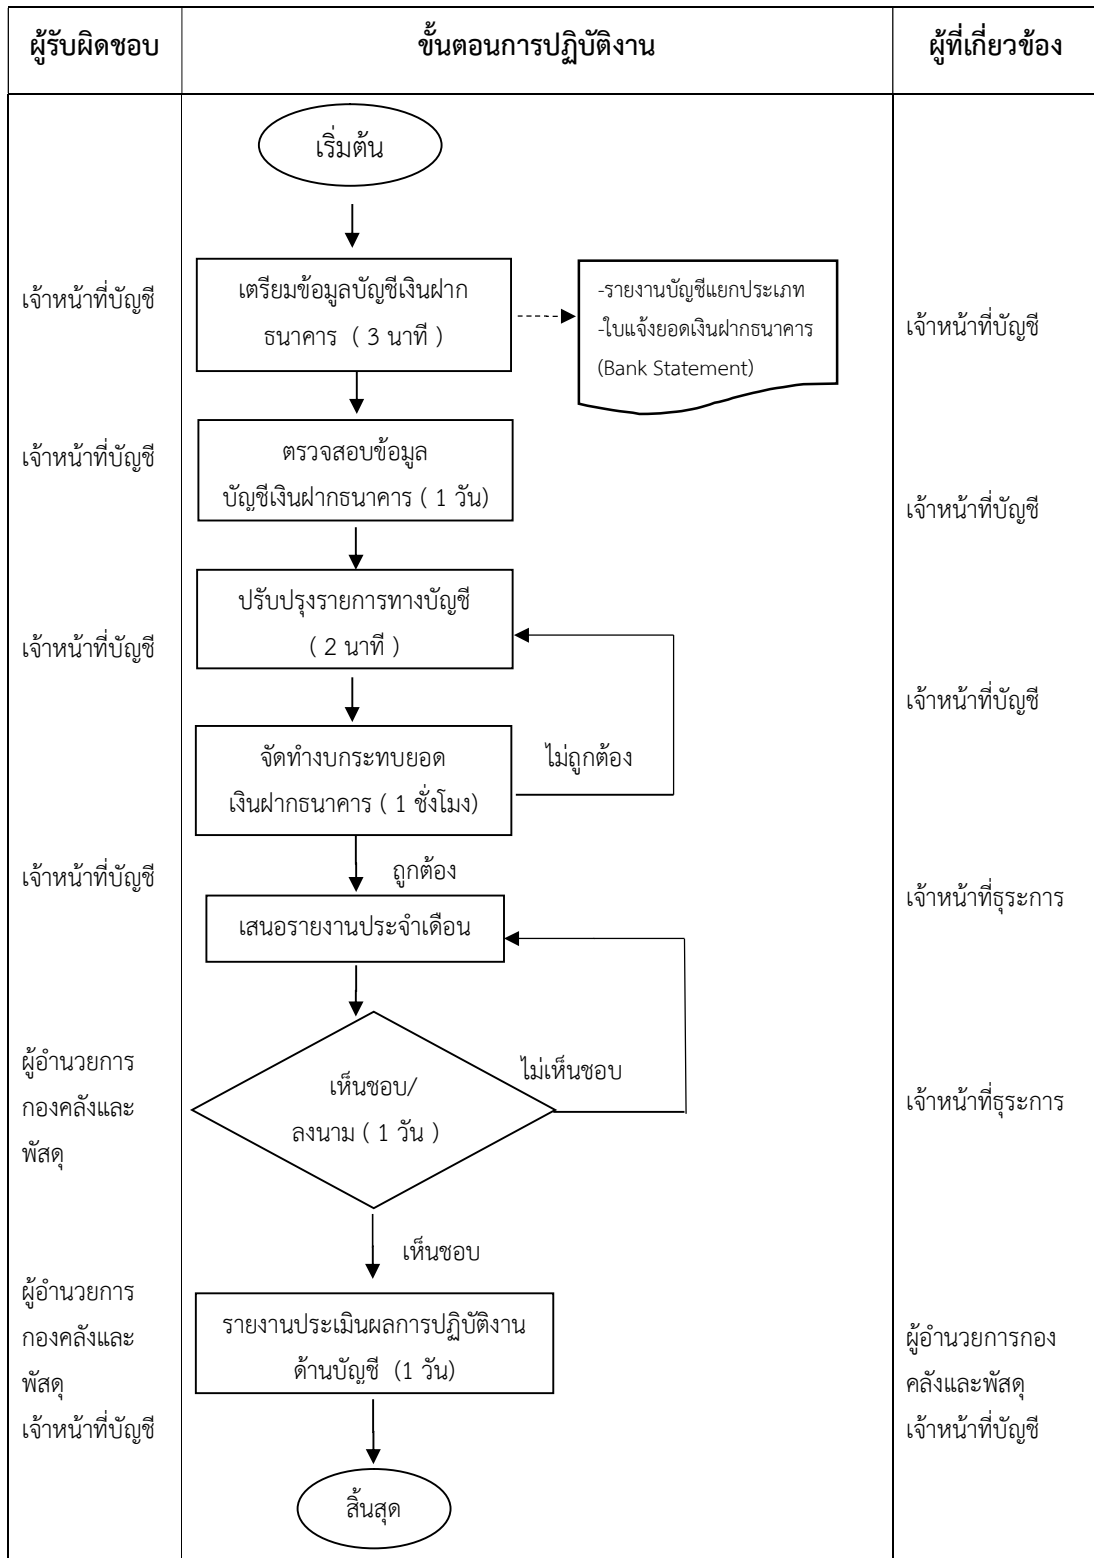 ผู้รับผิดชอบ
ขั้นตอนการปฏิบัติงาน
ผู้ที่เกี่ยวข้อง
เริ่มต้น
เจ้าหน้าที่บัญชี
เตรียมข้อมูลบัญชีเงินฝาก
ธนาคาร ( 3 นาที )
-รายงานบัญชีแยกประเภท
-ใบแจ้งยอดเงินฝากธนาคาร
(Bank Statement)
เจ้าหน้าที่บัญชี
เจ้าหน้าที่บัญชี
ตรวจสอบข้อมูล
บัญชีเงินฝากธนาคาร ( 1 วัน)
เจ้าหน้าที่บัญชี
เจ้าหน้าที่บัญชี
ปรับปรุงรายการทางบัญชี
( 2 นาที )
เจ้าหน้าที่บัญชี
จัดทำงบกระทบยอด
เงินฝากธนาคาร ( 1 ชั่งโมง)
ไม่ถูกต้อง
เจ้าหน้าที่บัญชี
ถูกต้อง
เสนอรายงานประจำเดือน
เจ้าหน้าที่ธุระการ
ผู้อำนวยการ
กองคลังและ
พัสดุ
เห็นชอบ/
ลงนาม ( 1 วัน )
ไม่เห็นชอบ
เจ้าหน้าที่ธุระการ
เห็นชอบ
ผู้อำนวยการ
กองคลังและ
พัสดุ
เจ้าหน้าที่บัญชี
รายงานประเมินผลการปฏิบัติงาน
ด้านบัญชี (1 วัน)
ผู้อำนวยการกอง
คลังและพัสดุ
เจ้าหน้าที่บัญชี
สิ้นสุด